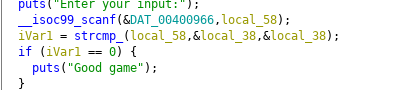 puts("Enter your input:");
__isoc99_scanf(&DAT_00400966,local_58);
iVar1 = strcmp_(local_58,&local_38,&local_38);
if (iVar1 == 0) {
puts("Good game");
}